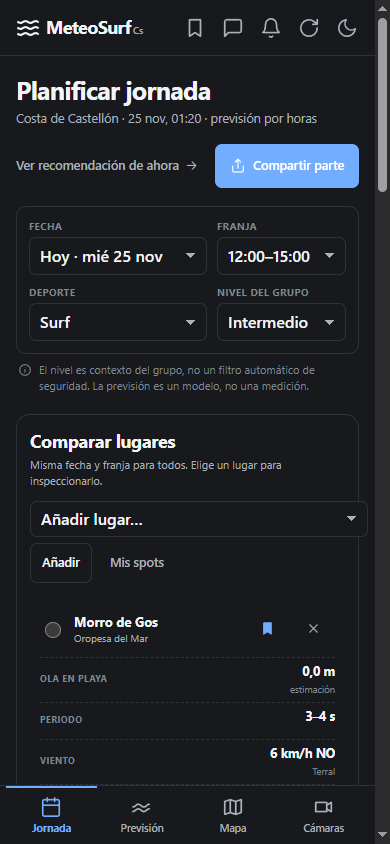 MeteoSurf Cs
Planificar jornada
Costa de Castellón · 25 nov, 01:20 · previsión por horas
Ver recomendación de ahora →
Compartir parte
FECHA
FRANJA
Hoy · mié 25 nov
12:00–15:00
DEPORTE
NIVEL DEL GRUPO
Surf
Intermedio
El nivel es contexto del grupo, no un filtro automático de
seguridad. La previsión es un modelo, no una medición.
Comparar lugares
Misma fecha y franja para todos. Elige un lugar para
inspeccionarlo.
Añadir lugar...
Añadir
Mis spots
Morro de Gos
Oropesa del Mar
OLA EN PLAYA
0,0 m
estimación
PERIODO
3–4 s
VIENTO
6 km/h NO
Terral
Jornada
Previsión
Mapa
Cámaras